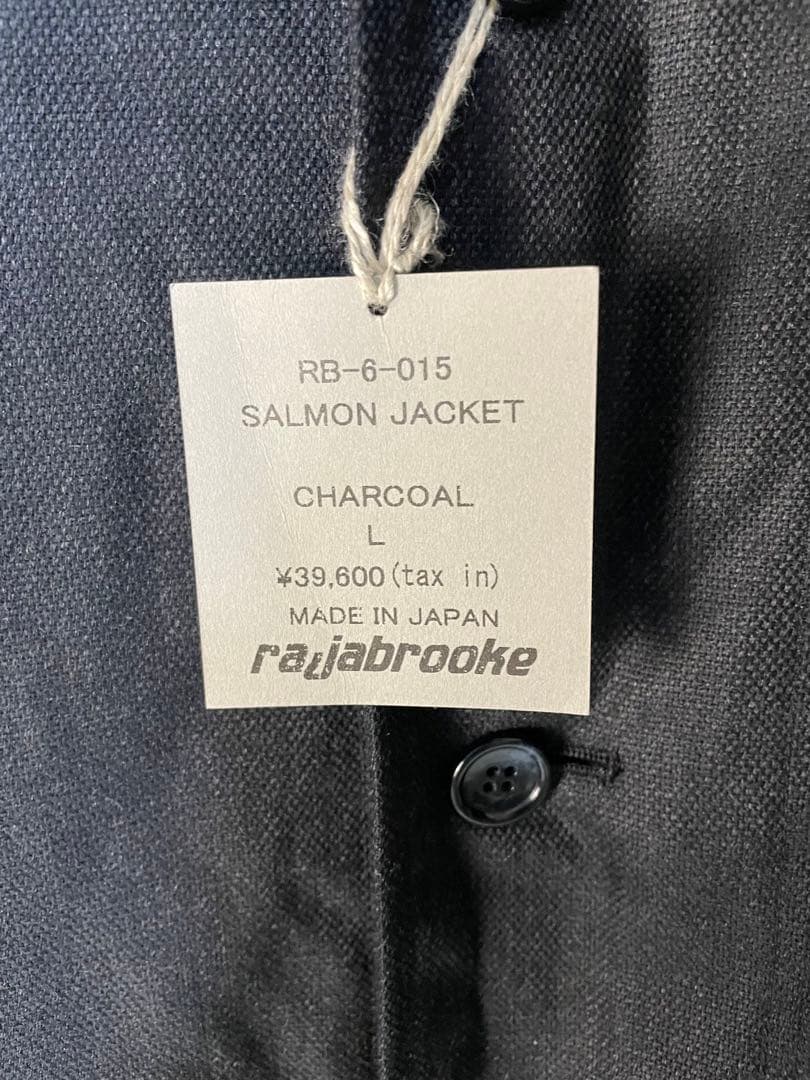 RB-6-015
SALMON JACKET
CHARCOAL
L
¥39,600(tax in)
MADE IN JAPAN
rajabrooke